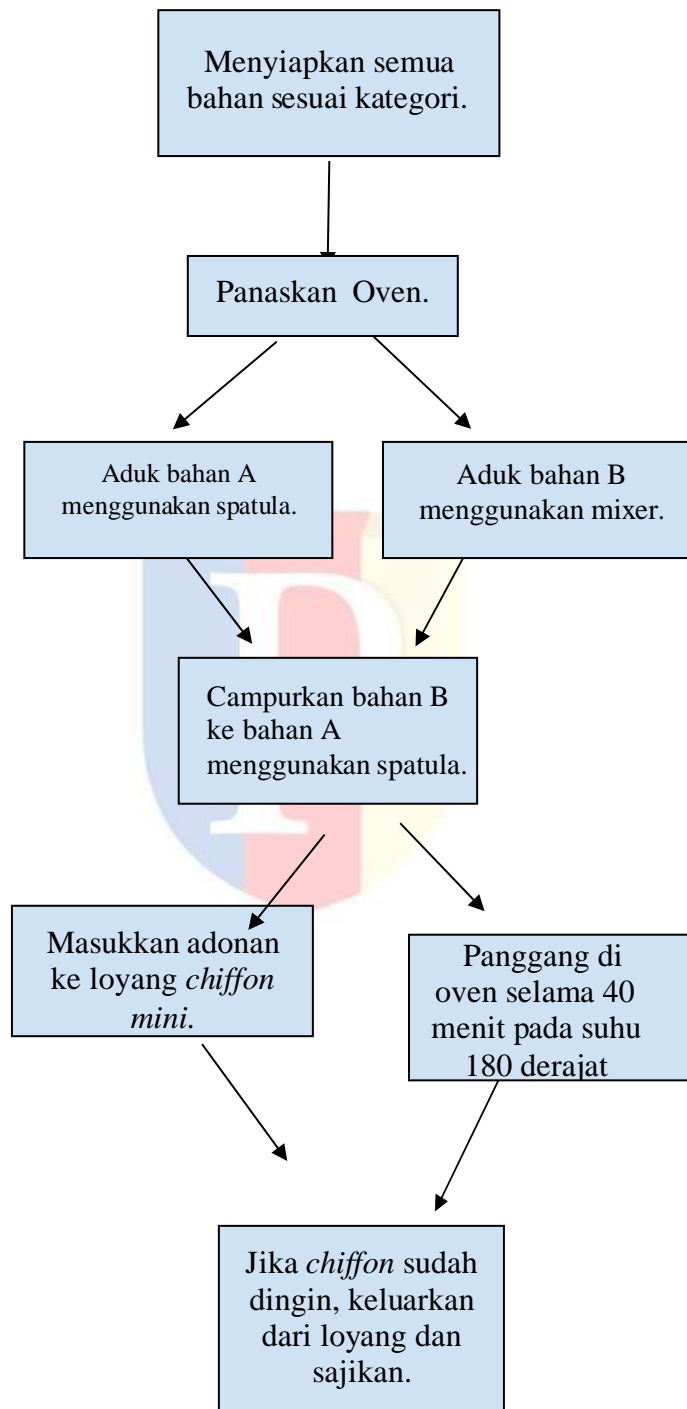 Menyiapkan semua
bahan sesuai kategori.
Panaskan Oven.
Aduk bahan A
menggunakan spatula.
Aduk bahan B
menggunakan mixer.
Campurkan bahan B
ke bahan A
menggunakan spatula.
Masukkan adonan
ke loyang chiffon
mini.
Panggang di
oven selama 40
menit pada suhu
180 derajat
Jika chiffon sudah
dingin, keluarkan
dari loyang dan
sajikan.